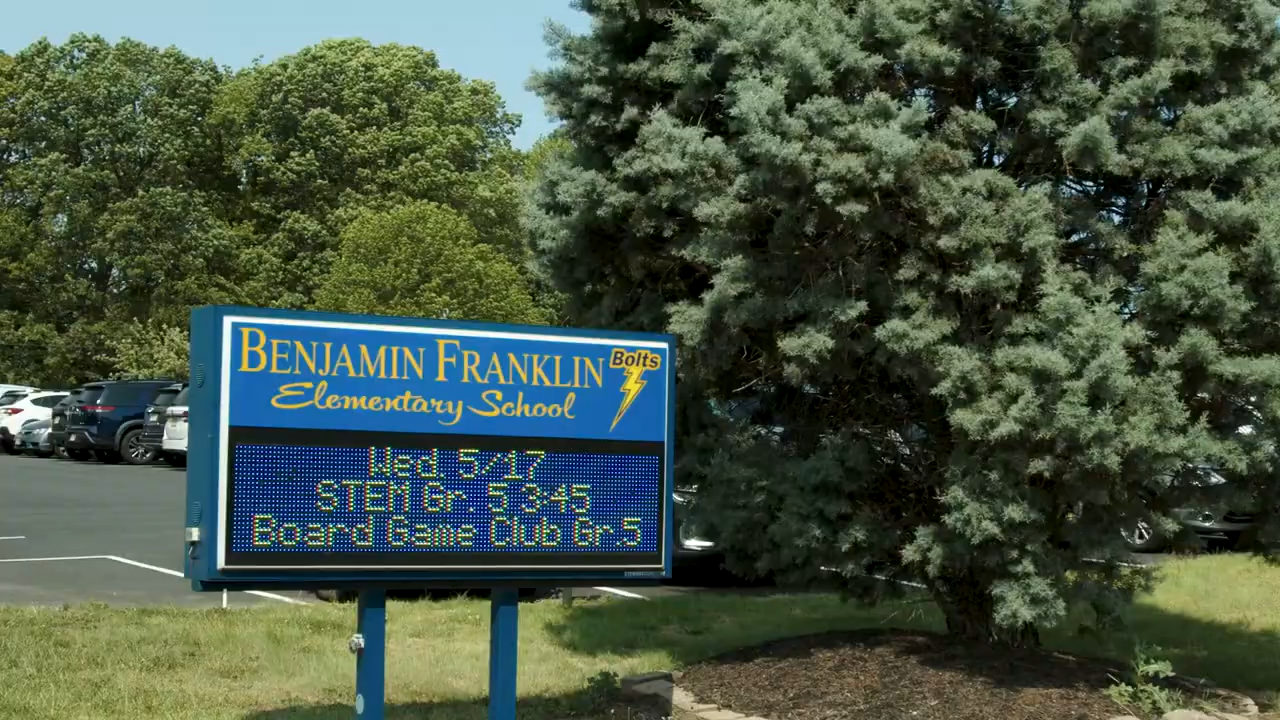 BENJAMIN FRANKLIN
Elementary School
Bolts
Wed 5/17
STEM Gr 5 3:45
Board Game Club Gr.5